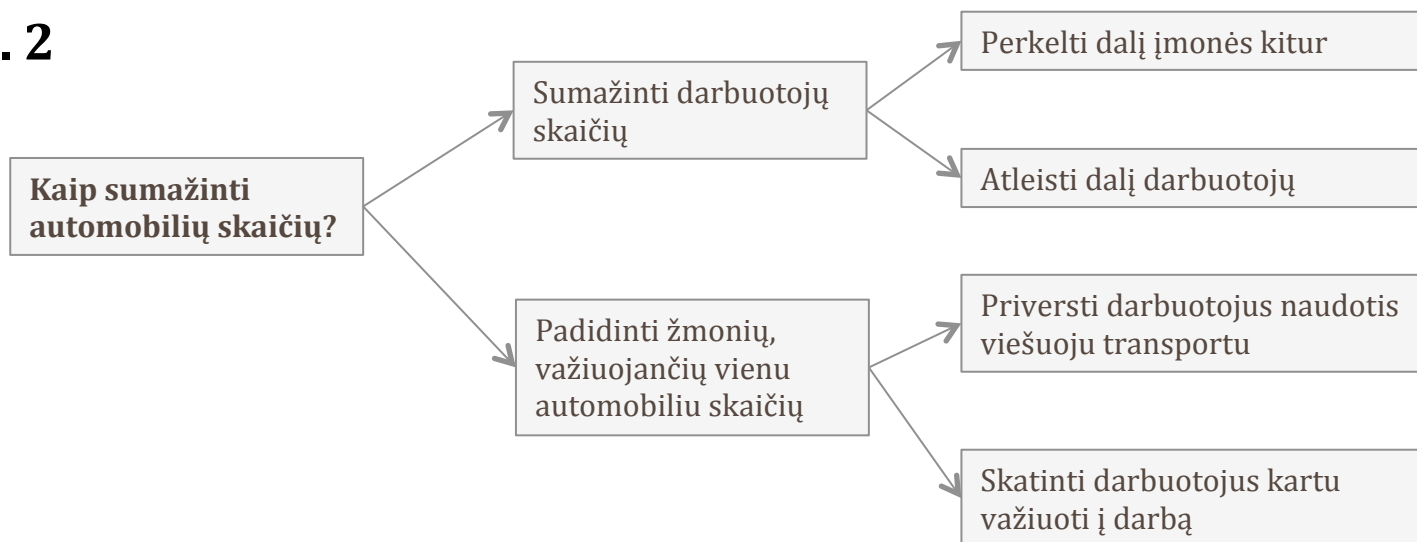 . 2
Kaip sumažinti
automobilių skaičių?
Sumažinti darbuotojų
skaičių
Perkelti dalį įmonės kitur
Atleisti dalį darbuotojų
Padidinti žmonių,
važiuojančių vienu
automobiliu skaičių
Priversti darbuotojus naudotis
viešuoju transportu
Skatinti darbuotojus kartu
važiuoti į darbą